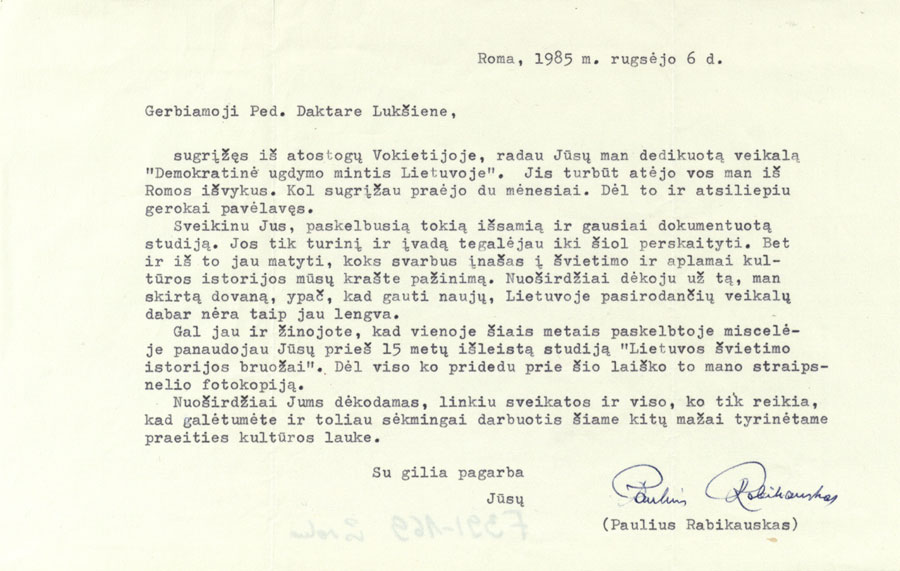 Roma, 1985 m. rugsėjo 6 d.
Gerbiamoji Ped. Daktare Lukšiene,
sugrįžęs iš atostogų Vokietijoje, radau Jūsų man dedikuotą veikalą
"Demokratinė ugdymo mintis Lietuvoje". Jis turbūt atėjo vos man iš
Romos išvykus. Kol sugrįžau praėjo du mėnesiai. Dėl to ir atsiliepiu
gerokai pavėlavęs.
Sveikinu Jus, paskelbusią tokią išsamią ir gausiai dokumentuotą
studiją. Jos tik turinį ir įvadą tegalėjau iki šiol perskaityti. Bet
ir iš to jau matyti, koks svarbus įnašas į švietimo ir aplamai kul-
tūros istorijos mūsų krašte pažinimą. Nuoširdžiai dėkoju už tą, man
skirtą dovaną, ypač, kad gauti naujų, Lietuvoje pasirodančių veikalų
dabar nėra taip jau lengva.
Gal jau ir žinojote, kad vienoje šiais metais paskelbtoje miscelė-
je panaudojau Jūsų prieš 15 metų išleistą studiją "Lietuvos švietimo
istorijos bruožai". Dėl viso ko pridedu prie šio laiško to mano straips-
nelio fotokopiją.
Nuoširdžiai Jums dėkodamas, linkiu sveikatos ir viso, ko tik reikia,
kad galėtumėte ir toliau sėkmingai darbuotis šiame kitų mažai tyrinėtame
praeities kultūros lauke.
Su gilia pagarba
Jūsų
Paulius Rabikauskas
(Paulius Rabikauskas)
F391-169